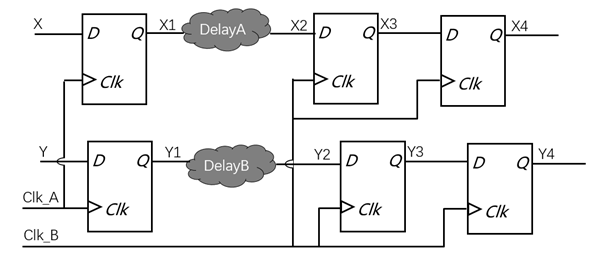 X X1 DelayA X2 X3 X4
D Q D Q D Q
Clk Clk Clk
Y Y1 DelayB Y2 Y3 Y4
D Q D Q D Q
Clk_A Clk Clk Clk
Clk_B